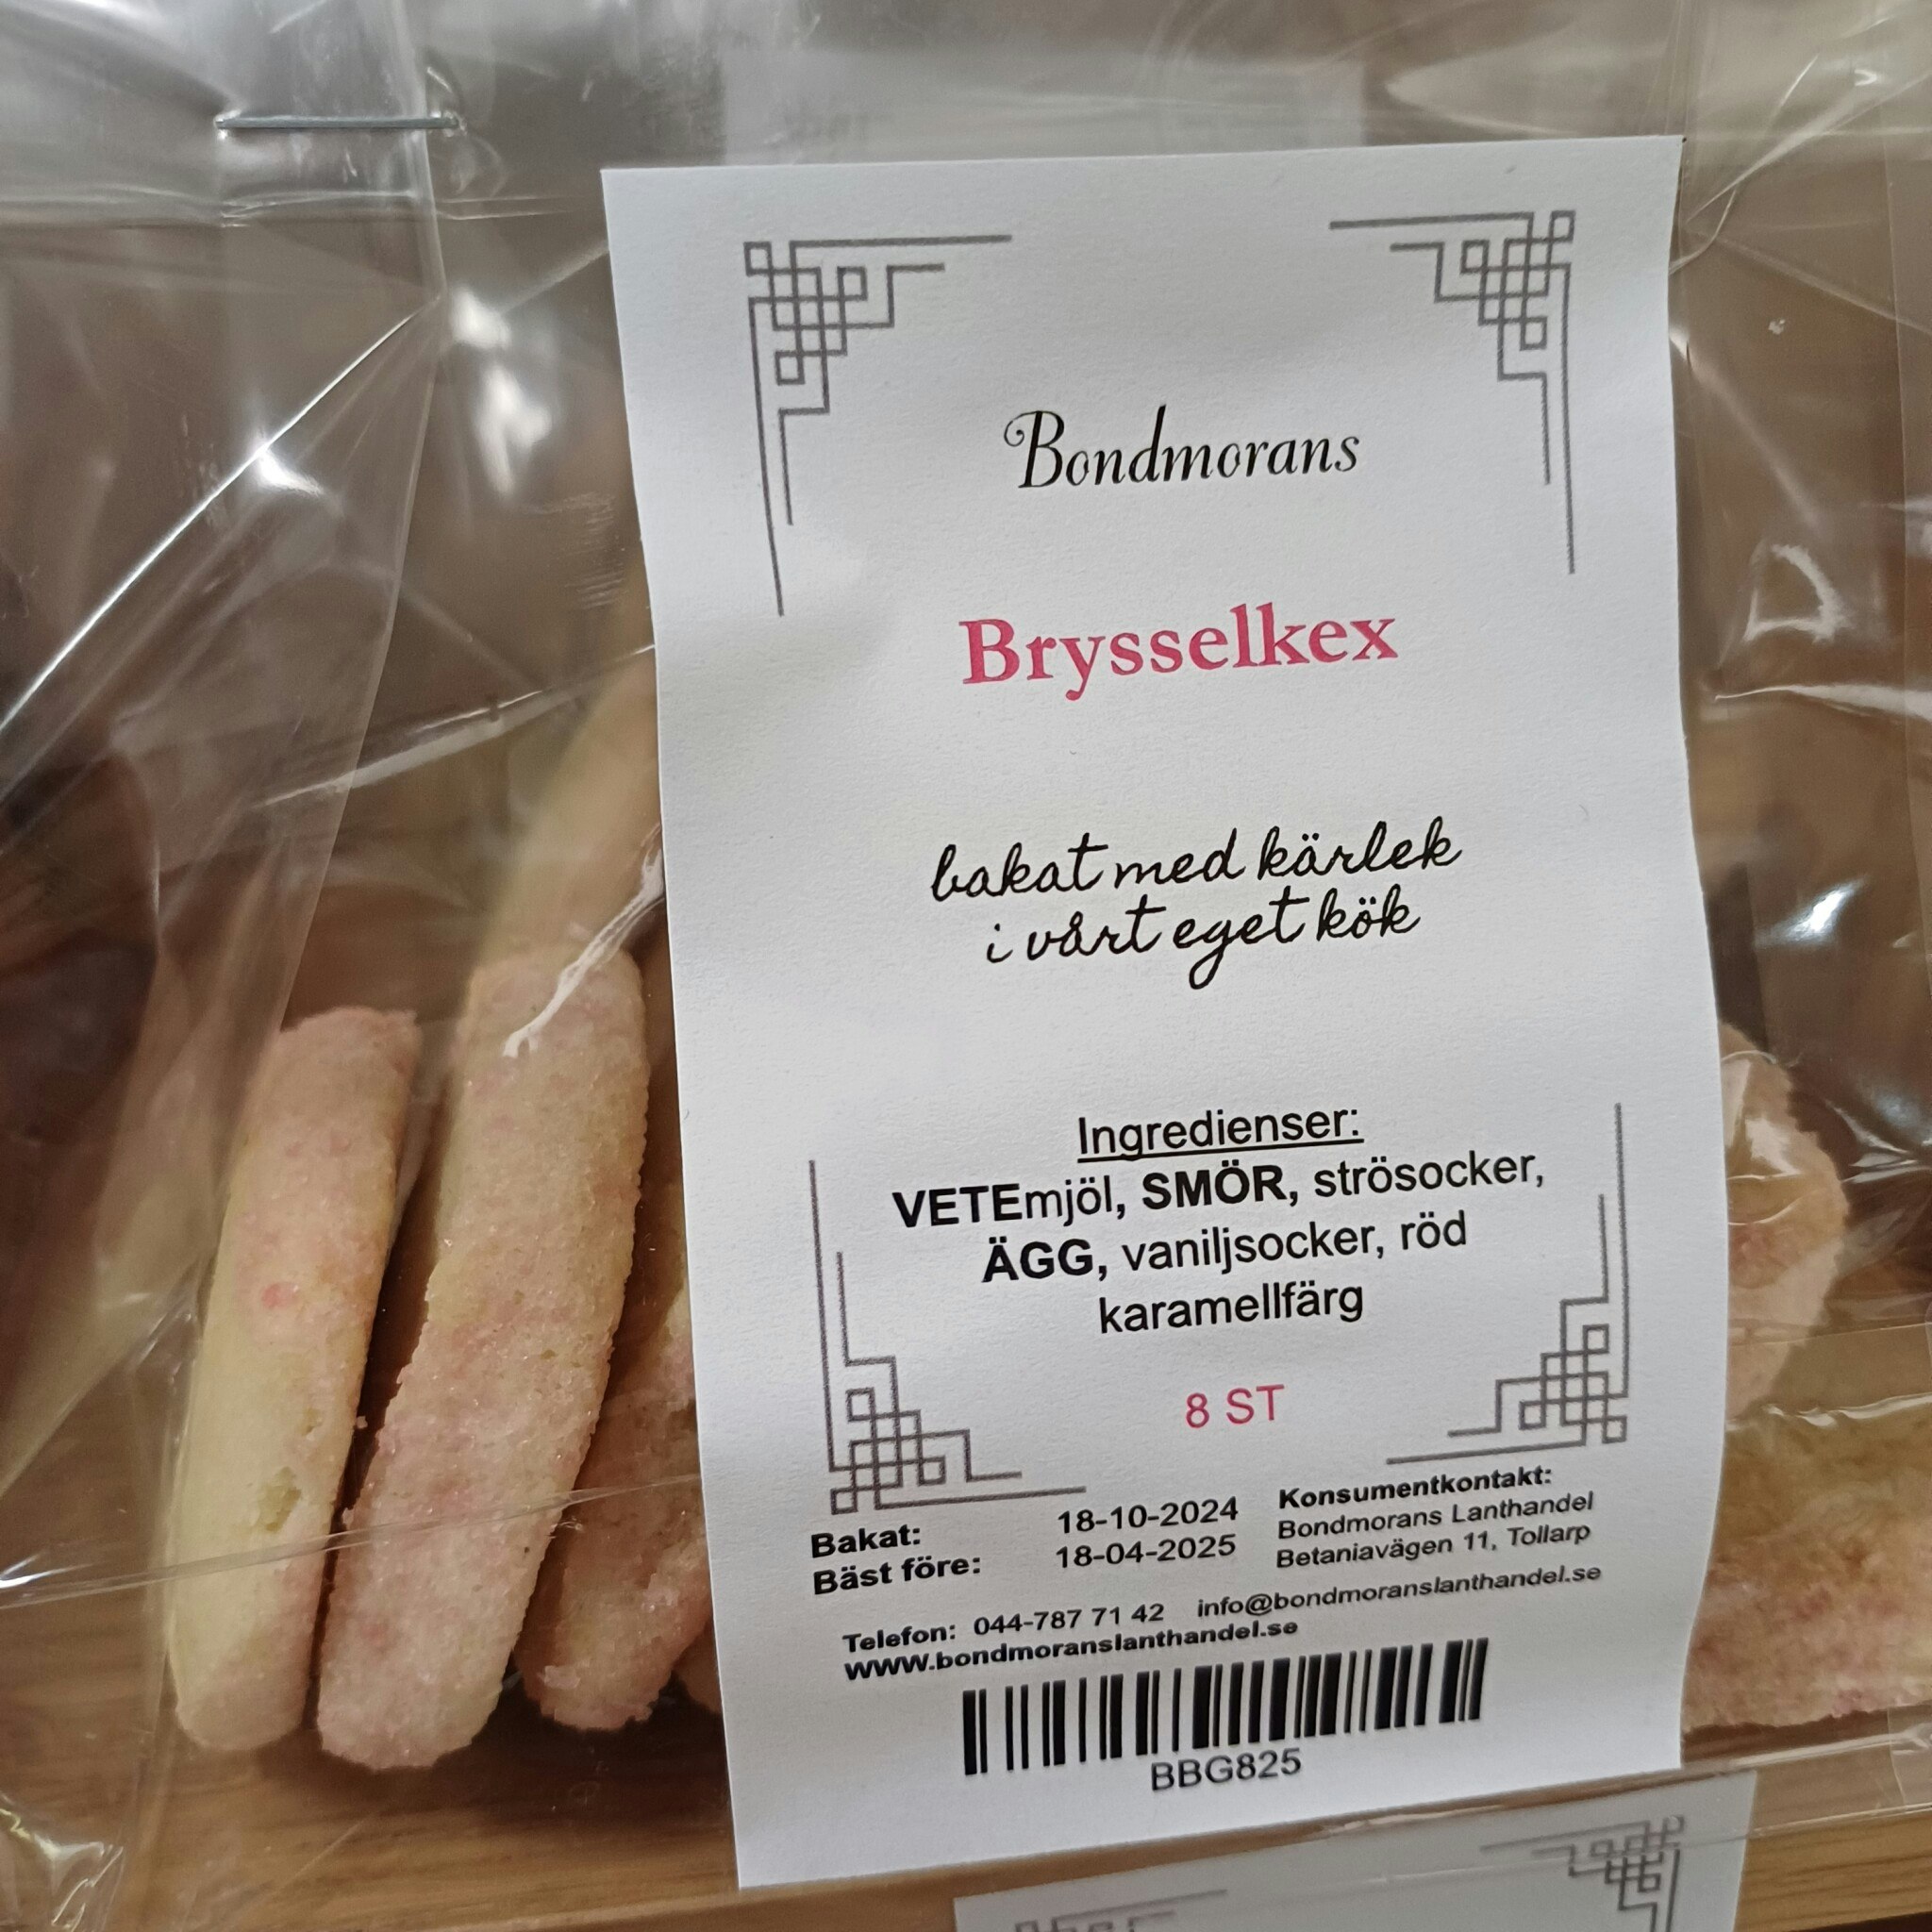 Bondmorans
Brysselkex
bakat med kärlek
i vårt eget kök
Ingredienser:
VETEmjöl, SMÖR, strösocker,
ÄGG, vaniljsocker, röd
karamellfärg
8 ST
Bakat: 18-10-2024
Bäst före: 18-04-2025
Konsumentkontakt:
Bondmorans Lanthandel
Betaniavägen 11, Tollarp
Telefon: 044-787 71 42 info@bondmoranslanthandel.se
www.bondmoranslanthandel.se
BBG825